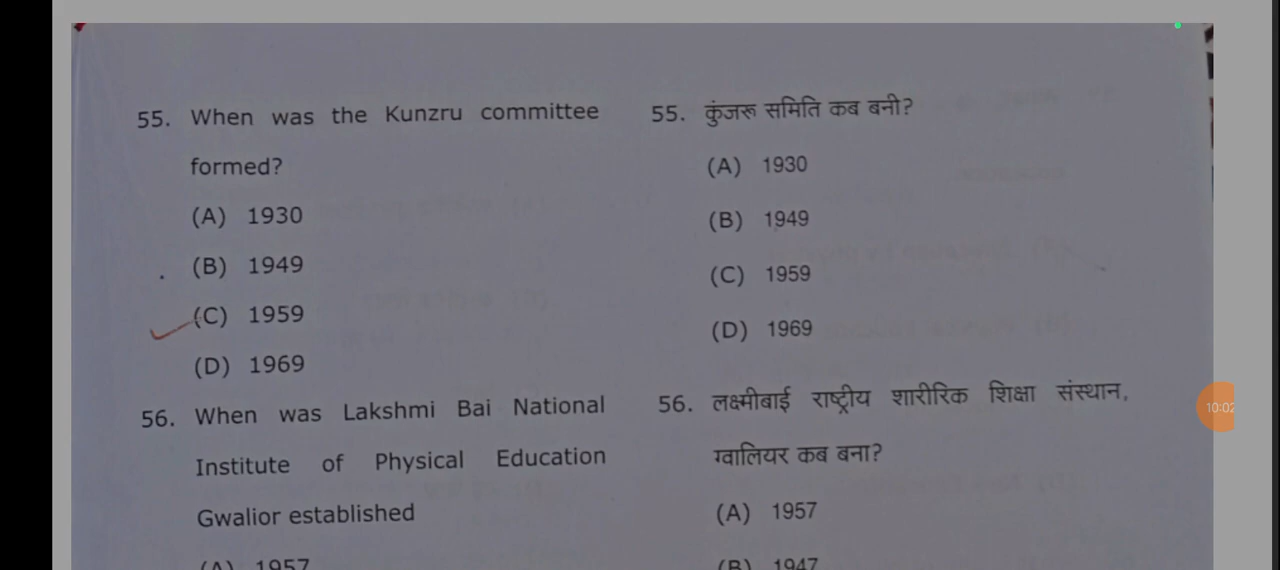 55. When was the Kunzru committee
formed?
(A) 1930
(B) 1949
(C) 1959
(D) 1969
56. When was Lakshmi Bai National
Institute of Physical Education
Gwalior established
(A) 1957
55. कुंजरू समिति कब बनी?
(A) 1930
(B) 1949
(C) 1959
(D) 1969
56. लक्ष्मीबाई राष्ट्रीय शारीरिक शिक्षा संस्थान,
ग्वालियर कब बना?
(A) 1957
(B) 1947
10:02